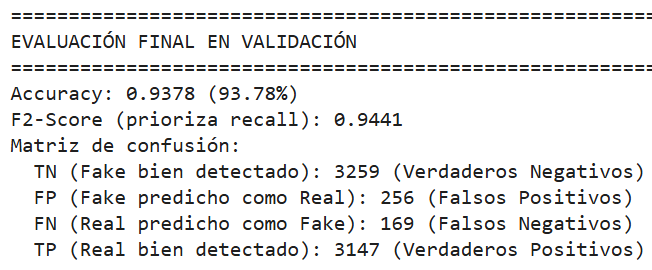 ======================================================
EVALUACIÓN FINAL EN VALIDACIÓN
======================================================
Accuracy: 0.9378 (93.78%)
F2-Score (prioriza recall): 0.9441
Matriz de confusión:
  TN (Fake bien detectado): 3259 (Verdaderos Negativos)
  FP (Fake predicho como Real): 256 (Falsos Positivos)
  FN (Real predicho como Fake): 169 (Falsos Negativos)
  TP (Real bien detectado): 3147 (Verdaderos Positivos)